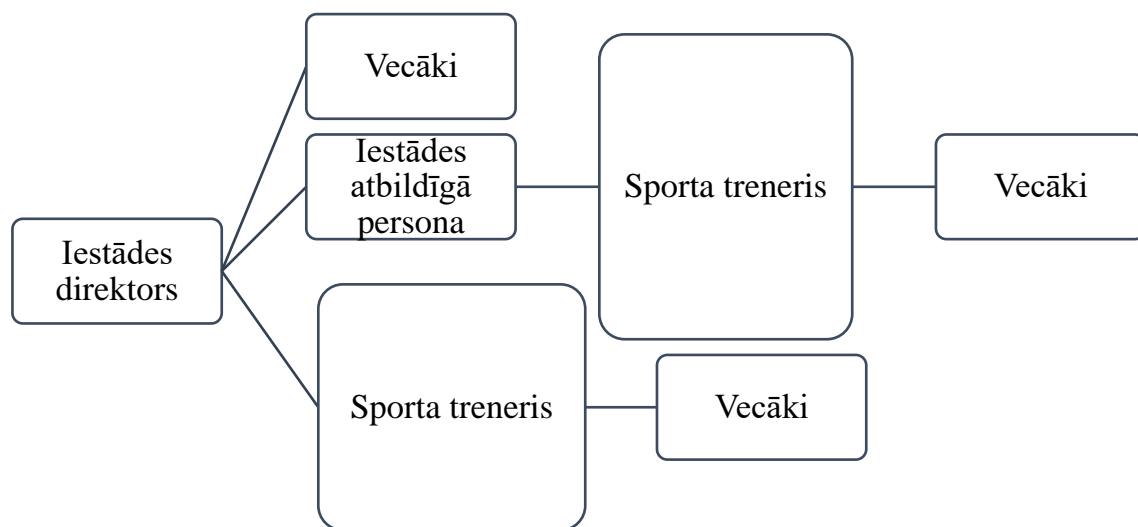 Vecāki
Iestādes
atbildīgā
persona
Sporta treneris
Vecāki
Iestādes
direktors
Sporta treneris
Vecāki